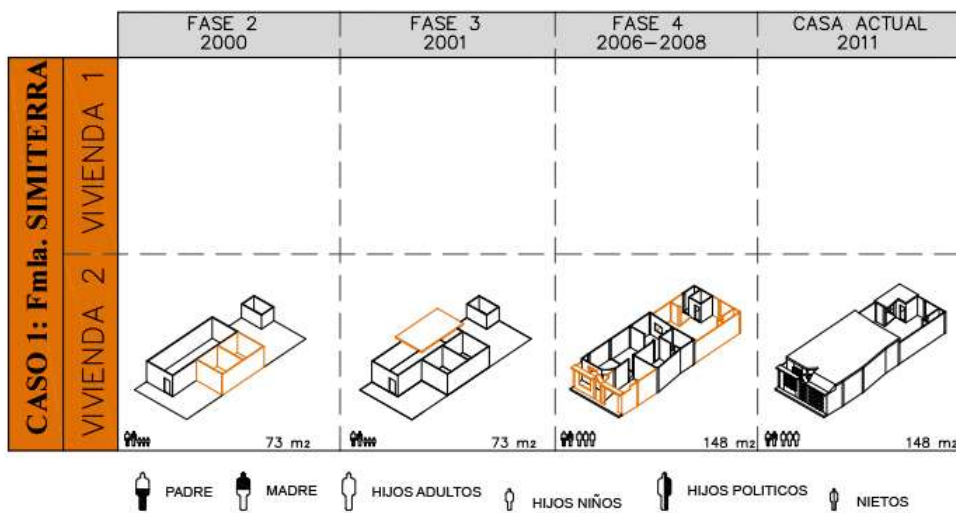 FASE 2
2000
FASE 3
2001
FASE 4
2006-2008
CASA ACTUAL
2011
CASO 1: Fmla. SIMITERRA
VIVIENDA 1
VIVIENDA 2
73 m2
73 m2
148 m2
148 m2
PADRE
MADRE
HIJOS ADULTOS
HIJOS NIÑOS
HIJOS POLITICOS
NIETOS